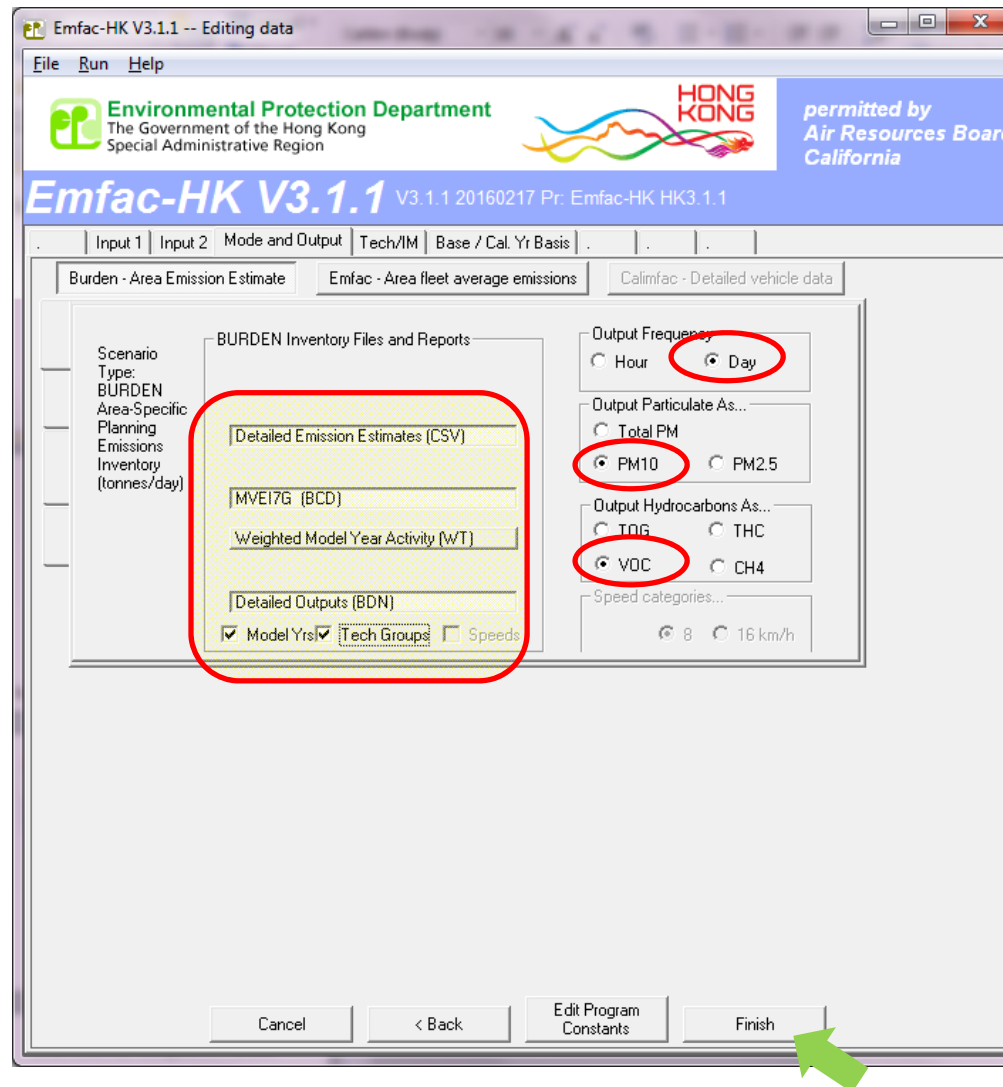 Emfac-HK V3.1.1 -- Editing data
File Run Help
Environmental Protection Department
The Government of the Hong Kong
Special Administrative Region
HONG
KONG
permitted by
Air Resources Board
California
Emfac-HK V3.1.1 V3.1.1 20160217 Pr: Emfac-HK HK3.1.1
. Input 1 Input 2 Mode and Output Tech/IM Base / Cal. Yr Basis . . .
Burden - Area Emission Estimate Emfac - Area fleet average emissions Calimfac - Detailed vehicle data
Scenario
Type:
BURDEN
Area-Specific
Planning
Emissions
Inventory
(tonnes/day)
BURDEN Inventory Files and Reports
Detailed Emission Estimates (CSV)
MVEI7G (BCD)
Weighted Model Year Activity (WT)
Detailed Outputs (BDN)
Model Yrs Tech Groups Speeds
Output Frequency
Hour Day
Output Particulate As...
Total PM
PM10 PM2.5
Output Hydrocarbons As...
TOG THC
VOC CH4
Speed categories...
8 16 km/h
Cancel < Back Edit Program Constants Finish